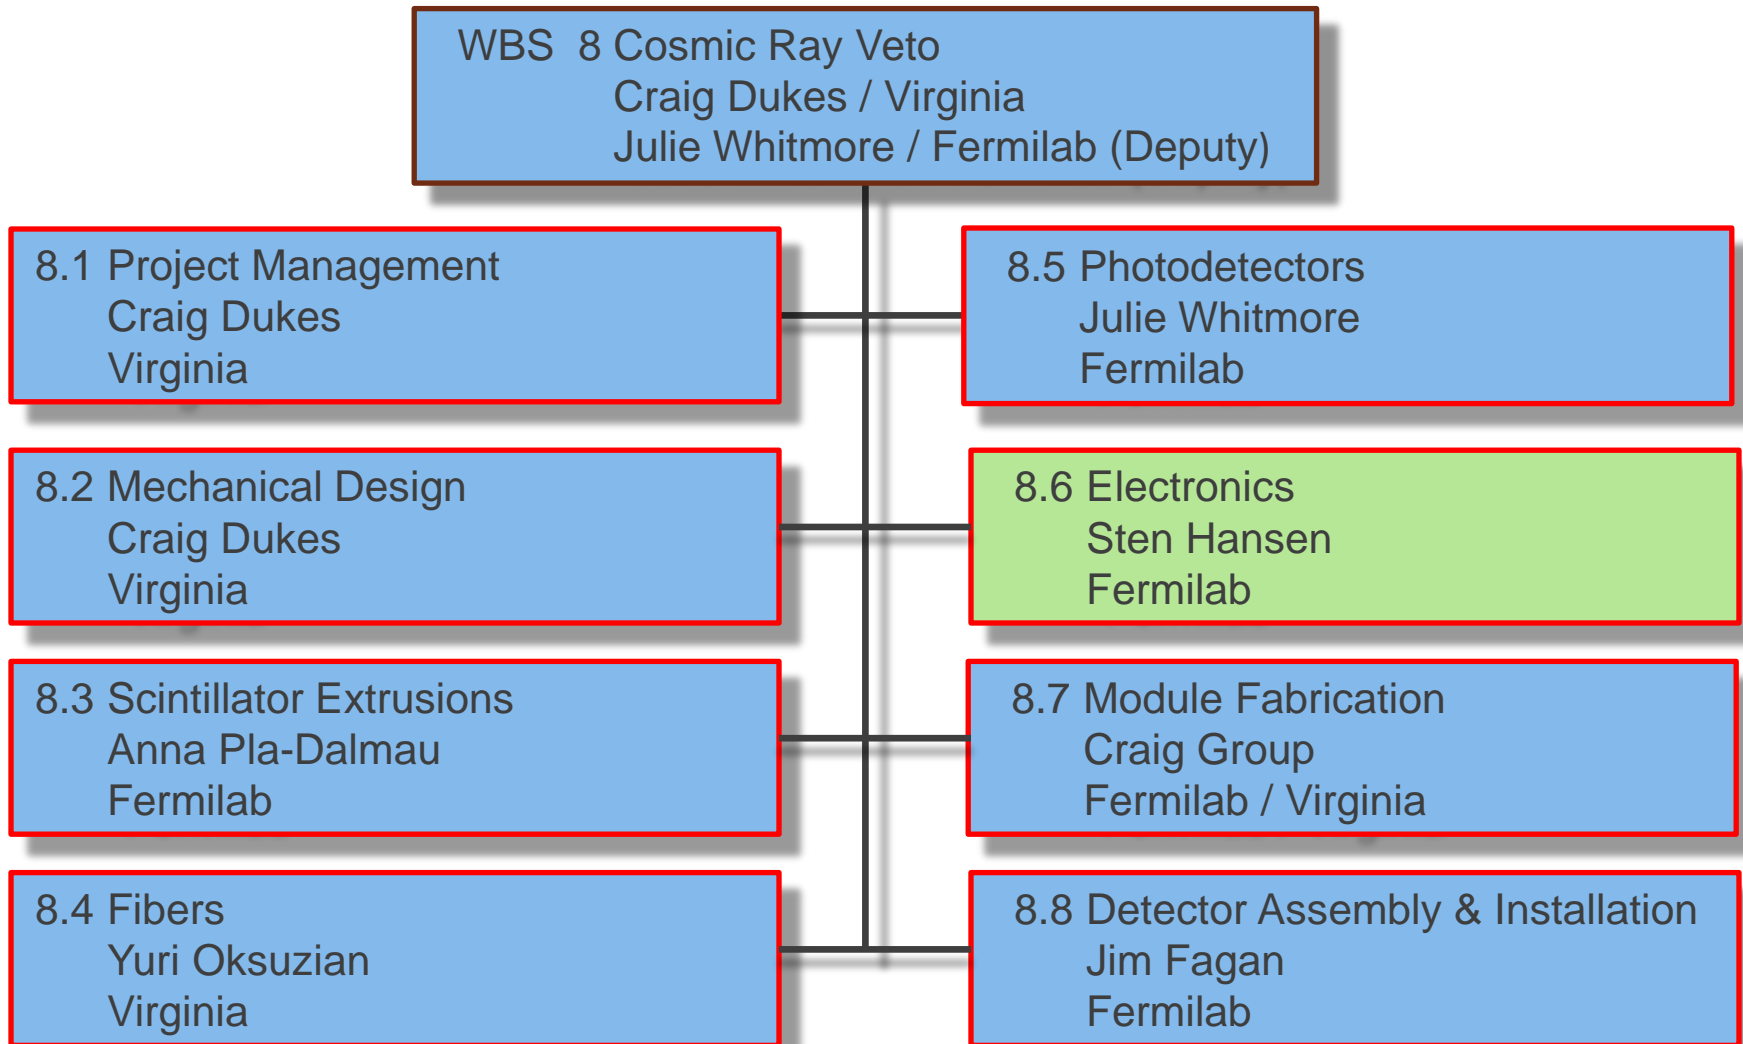 WBS 8 Cosmic Ray Veto
Craig Dukes / Virginia
Julie Whitmore / Fermilab (Deputy)
8.1 Project Management
Craig Dukes
Virginia
8.2 Mechanical Design
Craig Dukes
Virginia
8.3 Scintillator Extrusions
Anna Pla-Dalmau
Fermilab
8.4 Fibers
Yuri Oksuzian
Virginia
8.5 Photodetectors
Julie Whitmore
Fermilab
8.6 Electronics
Sten Hansen
Fermilab
8.7 Module Fabrication
Craig Group
Fermilab / Virginia
8.8 Detector Assembly & Installation
Jim Fagan
Fermilab